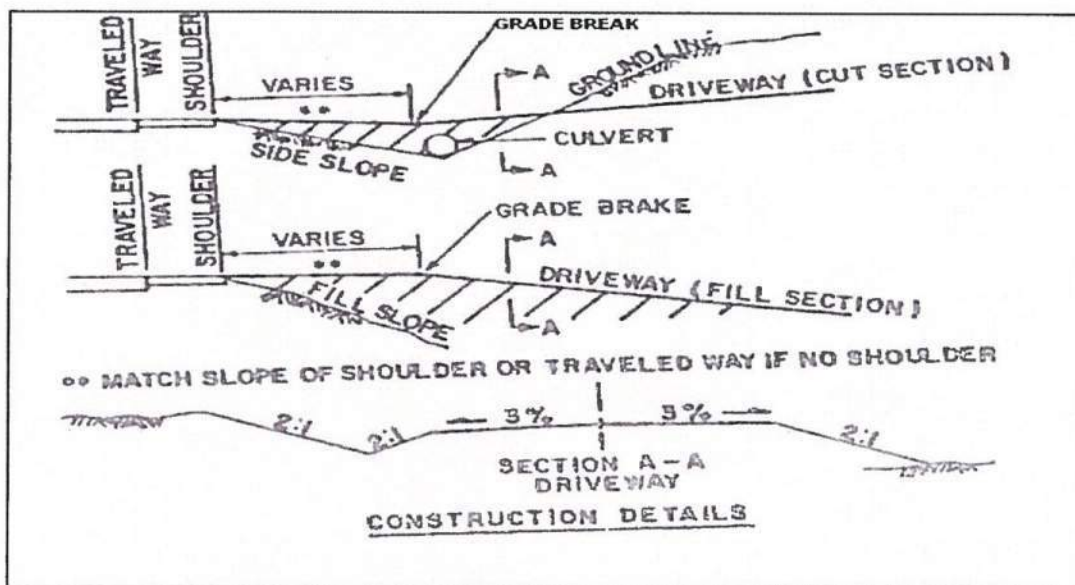 GRADE BREAK
TRAVELED
WAY
SHOULDER
VARIES
••
A
GROUND LINE
DRIVEWAY (CUT SECTION)
CULVERT
SIDE SLOPE
A
TRAVELED
WAY
SHOULDER
GRADE BRAKE
VARIES
••
A
DRIVEWAY (FILL SECTION)
FILL SLOPE
A
•• MATCH SLOPE OF SHOULDER OR TRAVELED WAY IF NO SHOULDER
2:1
2:1
3%
3%
2:1
SECTION A-A
DRIVEWAY
CONSTRUCTION DETAILS